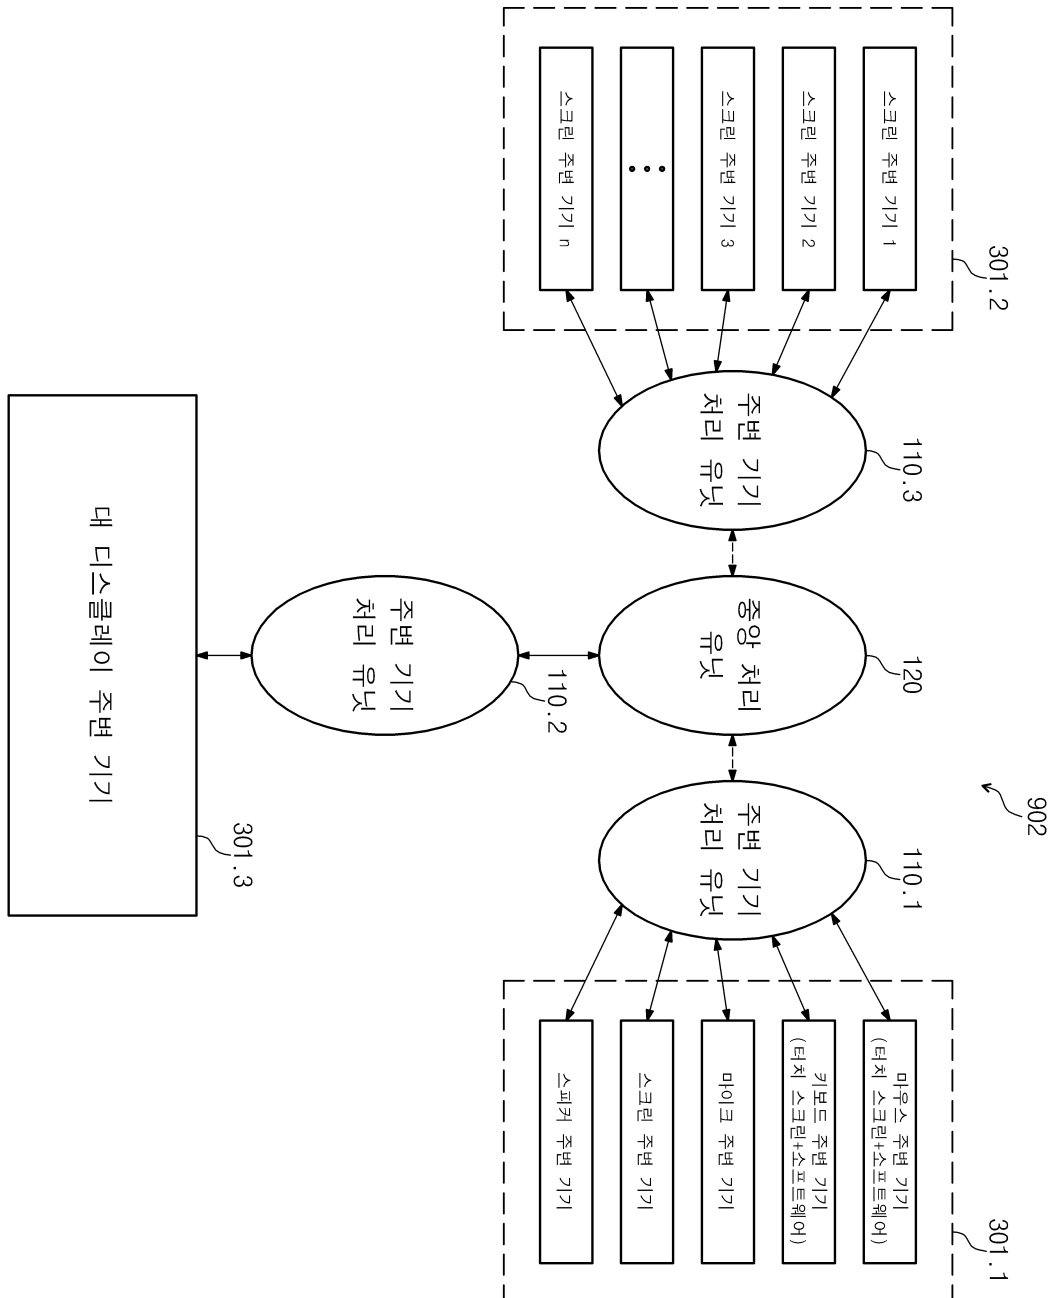 902
301.2
스크린 주변 기기 1
스크린 주변 기기 2
스크린 주변 기기 3
스크린 주변 기기 n
110.3
주변 기기
처리 유닛
120
중앙 처리
유닛
110.1
주변 기기
처리 유닛
301.1
마우스 주변 기기
(터치 스크린+소프트웨어)
키보드 주변 기기
(터치 스크린+소프트웨어)
마이크 주변 기기
스크린 주변 기기
스피커 주변 기기
110.2
주변 기기
처리 유닛
301.3
대 디스클레이 주변 기기